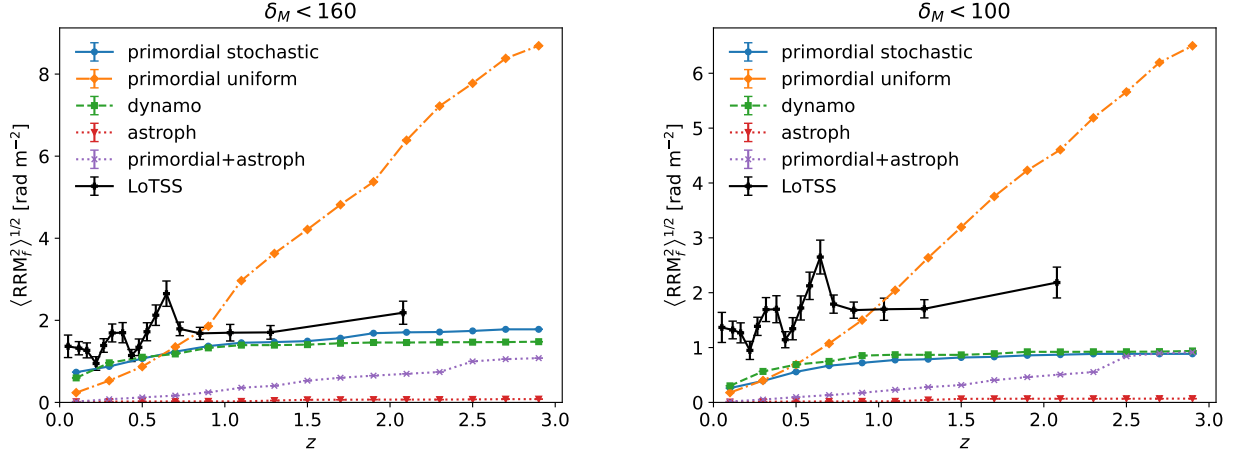 δ_M < 160
⟨RRM_f^2⟩^{1/2} [rad m^{−2}]
8
6
4
2
0
primordial stochastic
primordial uniform
dynamo
astroph
primordial+astroph
LoTSS
0.0 0.5 1.0 1.5 2.0 2.5 3.0
z
δ_M < 100
⟨RRM_f^2⟩^{1/2} [rad m^{−2}]
6
5
4
3
2
1
0
primordial stochastic
primordial uniform
dynamo
astroph
primordial+astroph
LoTSS
0.0 0.5 1.0 1.5 2.0 2.5 3.0
z